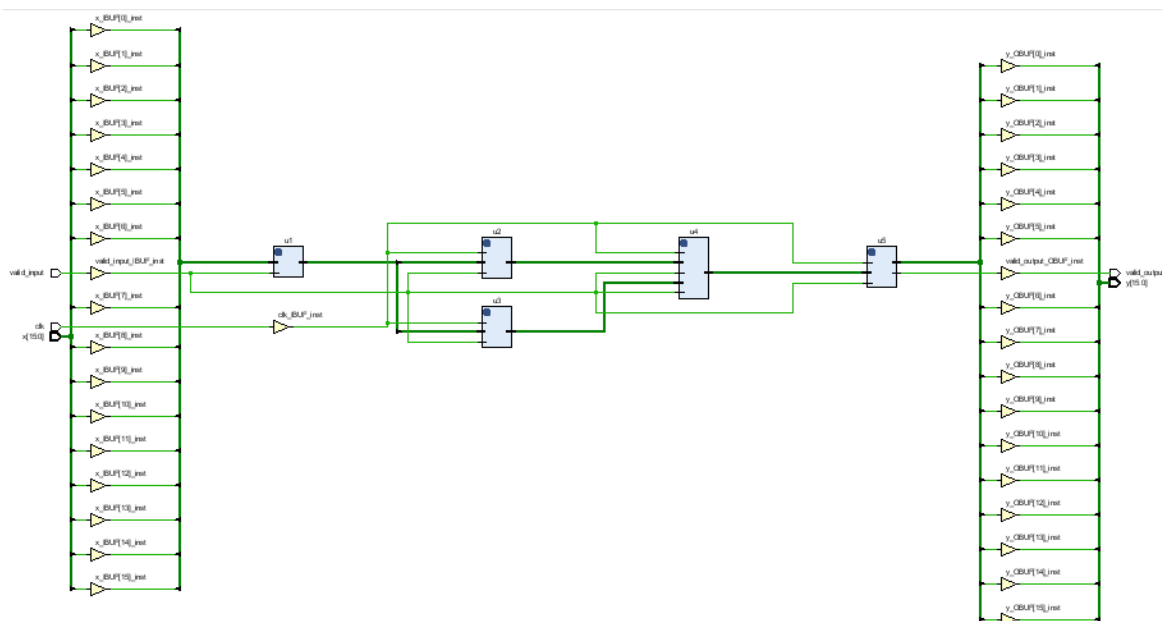 x_IBUF[0]_inst
x_IBUF[1]_inst
x_IBUF[2]_inst
x_IBUF[3]_inst
x_IBUF[4]_inst
x_IBUF[5]_inst
x_IBUF[6]_inst
valid_input
valid_input_IBUF_inst
x_IBUF[7]_inst
clk
x[15:0]
x_IBUF[8]_inst
x_IBUF[9]_inst
x_IBUF[10]_inst
x_IBUF[11]_inst
x_IBUF[12]_inst
x_IBUF[13]_inst
x_IBUF[14]_inst
x_IBUF[15]_inst
u1
clk_IBUF_inst
u2
u3
u4
u5
y_OBUF[0]_inst
y_OBUF[1]_inst
y_OBUF[2]_inst
y_OBUF[3]_inst
y_OBUF[4]_inst
y_OBUF[5]_inst
valid_output_OBUF_inst
valid_outpu
y[15:0]
y_OBUF[6]_inst
y_OBUF[7]_inst
y_OBUF[8]_inst
y_OBUF[9]_inst
y_OBUF[10]_inst
y_OBUF[11]_inst
y_OBUF[12]_inst
y_OBUF[13]_inst
y_OBUF[14]_inst
y_OBUF[15]_inst